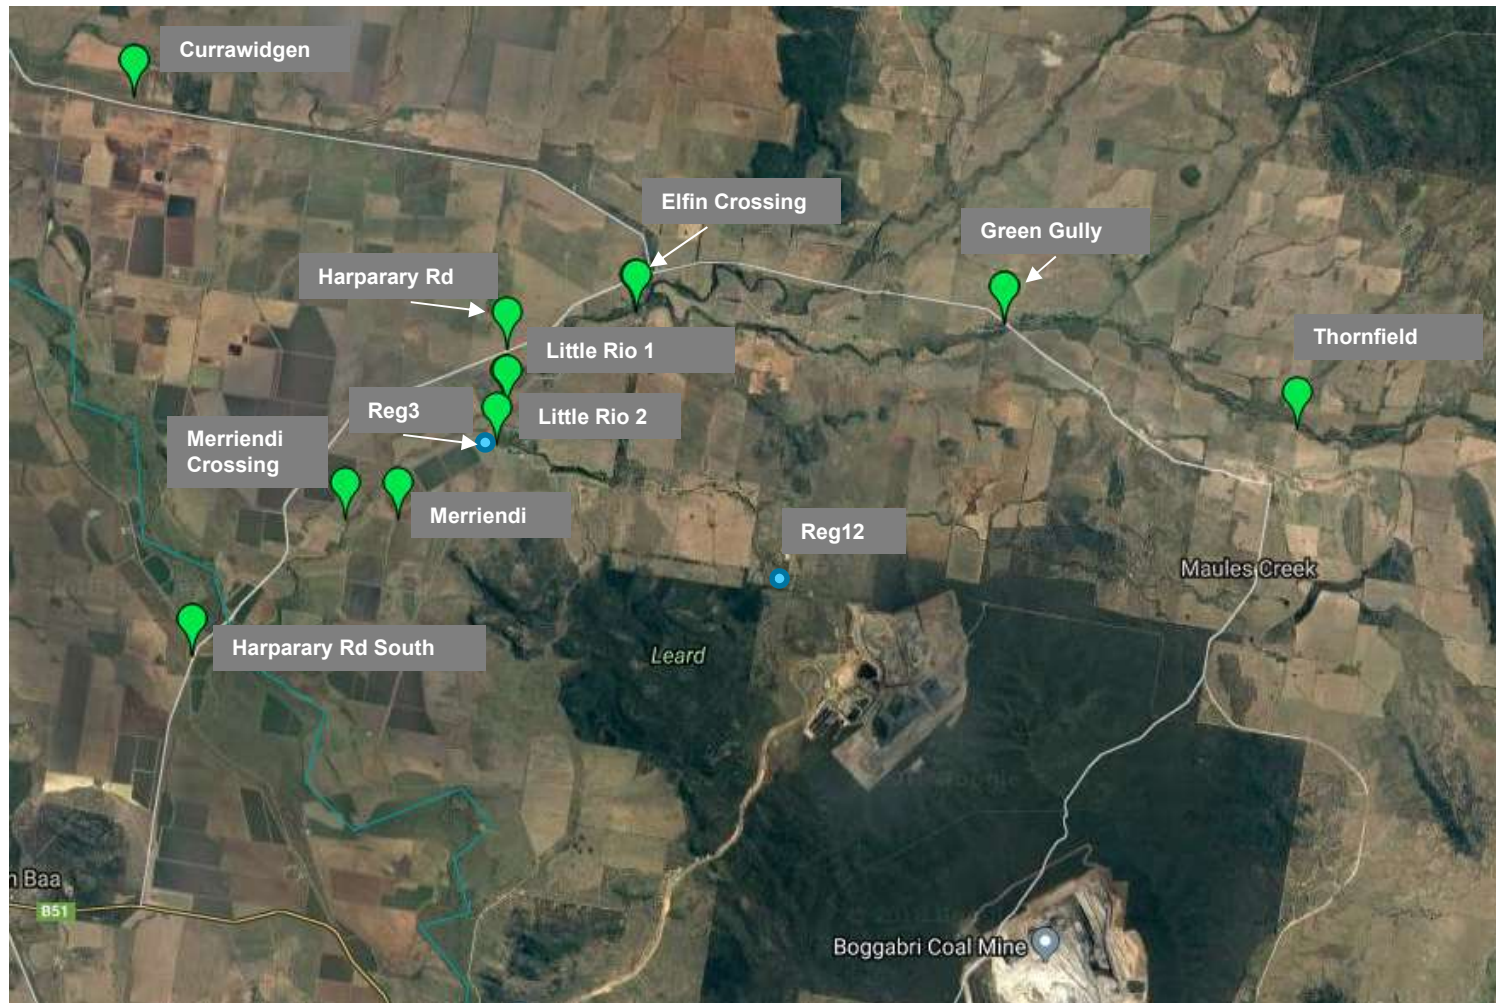 Currawidgen
Elfin Crossing
Green Gully
Harparary Rd
Thornfield
Little Rio 1
Reg3
Little Rio 2
Merriendi
Crossing
Merriendi
Reg12
Maules Creek
Harparary Rd South
Leard
Baa
B51
Boggabri Coal Mine